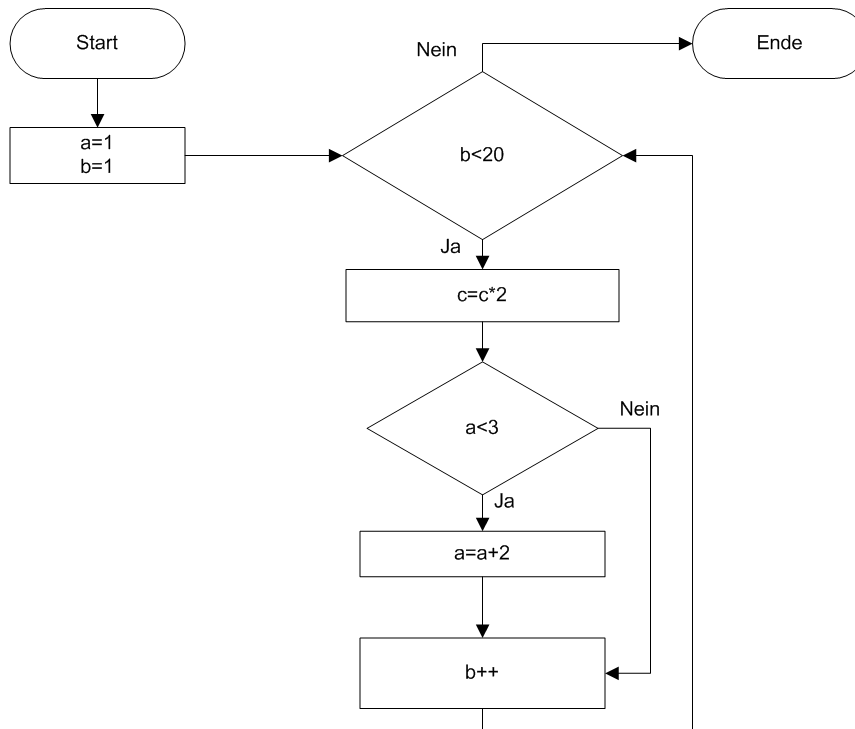 Start
Nein
Ende
a=1
b=1
b<20
Ja
c=c*2
a<3
Nein
Ja
a=a+2
b++